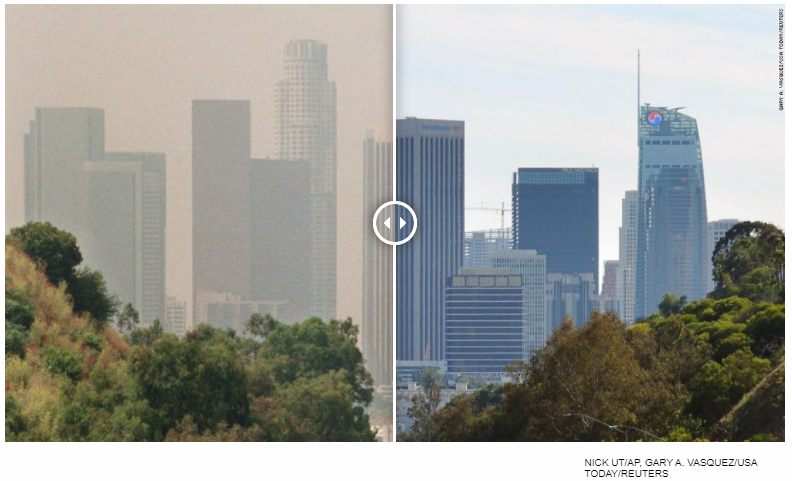 GARY A. VASQUEZ/USA TODAY/REUTERS
NICK UT/AP, GARY A. VASQUEZ/USA
TODAY/REUTERS